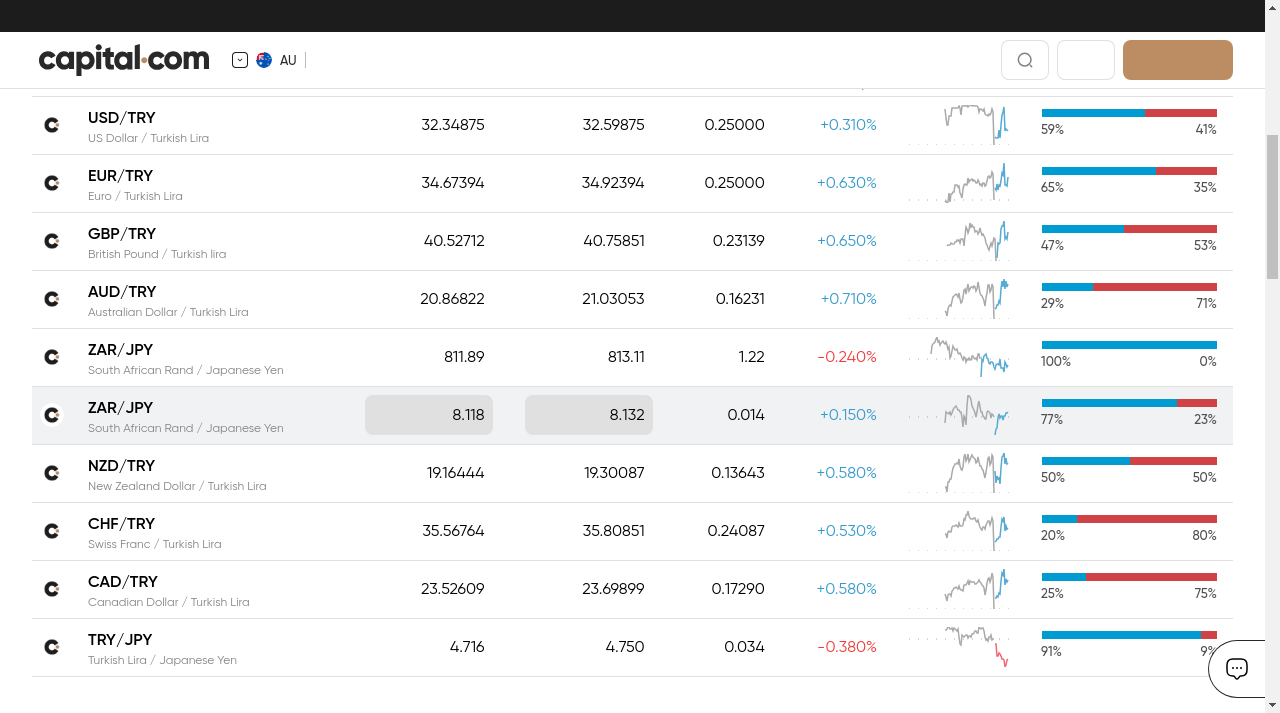 capital.com
AU
USD/TRY
US Dollar / Turkish Lira
32.34875 32.59875 0.25000 +0.310%
59% 41%
EUR/TRY
Euro / Turkish Lira
34.67394 34.92394 0.25000 +0.630%
65% 35%
GBP/TRY
British Pound / Turkish lira
40.52712 40.75851 0.23139 +0.650%
47% 53%
AUD/TRY
Australian Dollar / Turkish Lira
20.86822 21.03053 0.16231 +0.710%
29% 71%
ZAR/JPY
South African Rand / Japanese Yen
811.89 813.11 1.22 -0.240%
100% 0%
ZAR/JPY
South African Rand / Japanese Yen
8.118 8.132 0.014 +0.150%
77% 23%
NZD/TRY
New Zealand Dollar / Turkish Lira
19.16444 19.30087 0.13643 +0.580%
50% 50%
CHF/TRY
Swiss Franc / Turkish Lira
35.56764 35.80851 0.24087 +0.530%
20% 80%
CAD/TRY
Canadian Dollar / Turkish Lira
23.52609 23.69899 0.17290 +0.580%
25% 75%
TRY/JPY
Turkish Lira / Japanese Yen
4.716 4.750 0.034 -0.380%
91% 9%